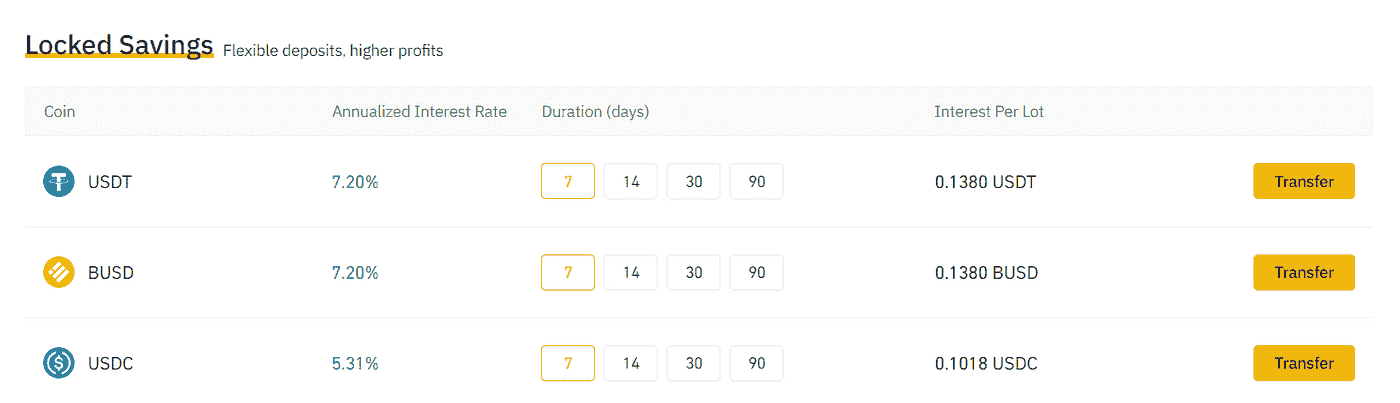 Locked Savings Flexible deposits, higher profits
Coin Annualized Interest Rate Duration (days) Interest Per Lot
USDT 7.20% 7 14 30 90 0.1380 USDT Transfer
BUSD 7.20% 7 14 30 90 0.1380 BUSD Transfer
USDC 5.31% 7 14 30 90 0.1018 USDC Transfer